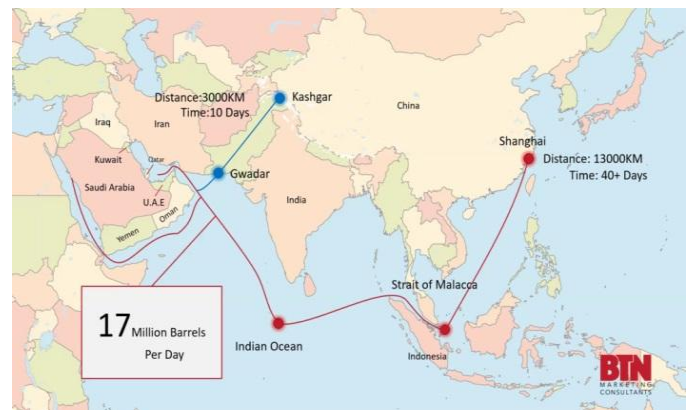 Distance:3000KM
Time:10 Days
Kashgar
China
Iraq
Iran
Shanghai
Distance: 13000KM
Time: 40+ Days
Kuwait
Qatar
Gwadar
Saudi Arabia
U.A.E
Oman
India
Yemen
Strait of Malacca
17 Million Barrels
Per Day
Indian Ocean
Indonesia
BTN
MARKETING
CONSULTANTS